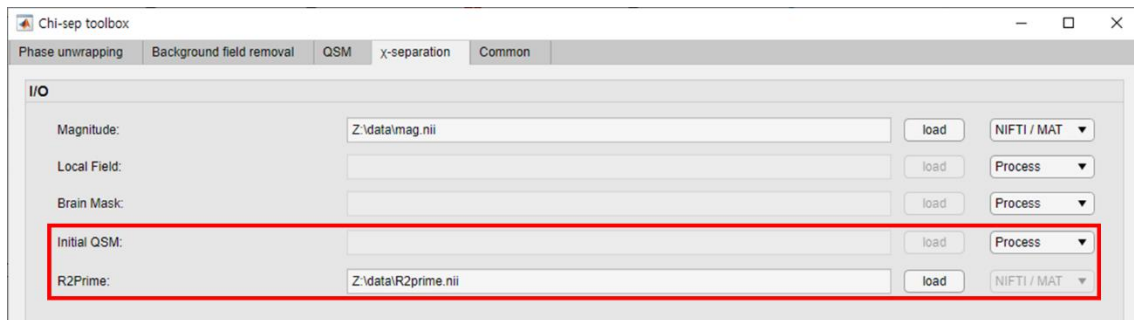 Chi-sep toolbox
Phase unwrapping Background field removal QSM χ-separation Common
I/O
Magnitude: Z:\data\mag.nii load NIFTI / MAT
Local Field: load Process
Brain Mask: load Process
Initial QSM: load Process
R2Prime: Z:\data\R2prime.nii load NIFTI / MAT